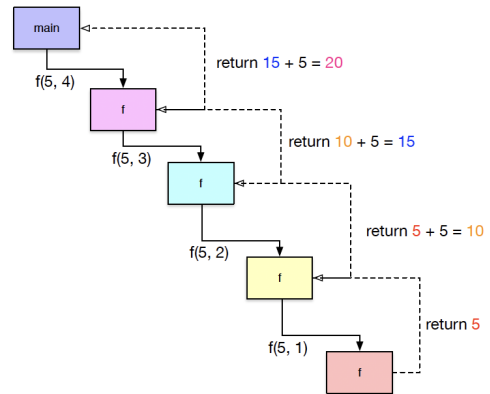 main
return 15 + 5 = 20
f(5, 4)
f
return 10 + 5 = 15
f(5, 3)
f
return 5 + 5 = 10
f(5, 2)
f
return 5
f(5, 1)
f